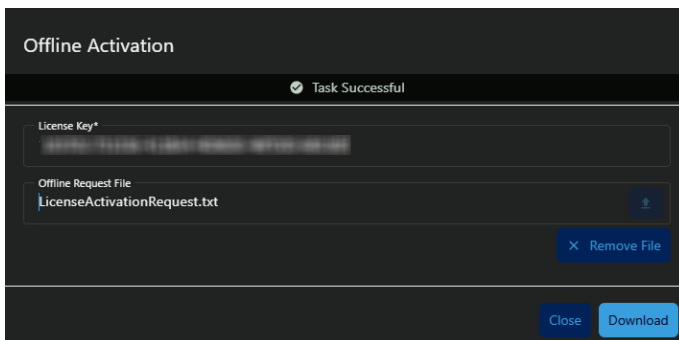 Offline Activation
Task Successful
License Key*
Offline Request File
LicenseActivationRequest.txt
Remove File
Close
Download